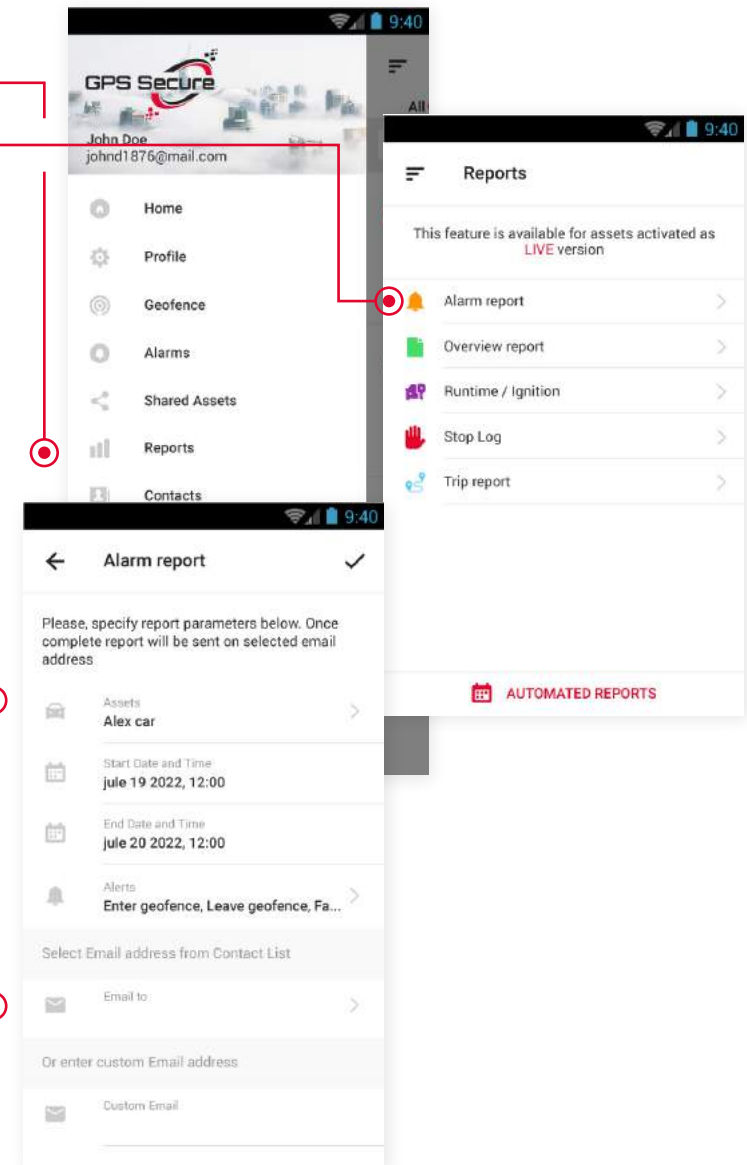 9:40
GPS Secure
All
John Doe
johnd1876@mail.com
Home
Profile
Geofence
Alarms
Shared Assets
Reports
Contacts
9:40
Reports
This feature is available for assets activated as
LIVE version
Alarm report
Overview report
Runtime / Ignition
Stop Log
Trip report
AUTOMATED REPORTS
9:40
Alarm report
Please, specify report parameters below. Once
complete report will be sent on selected email
address
Assets
Alex car
Start Date and Time
jule 19 2022, 12:00
End Date and Time
jule 20 2022, 12:00
Alerts
Enter geofence, Leave geofence, Fa...
Select Email address from Contact List
Email to
Or enter custom Email address
Custom Email